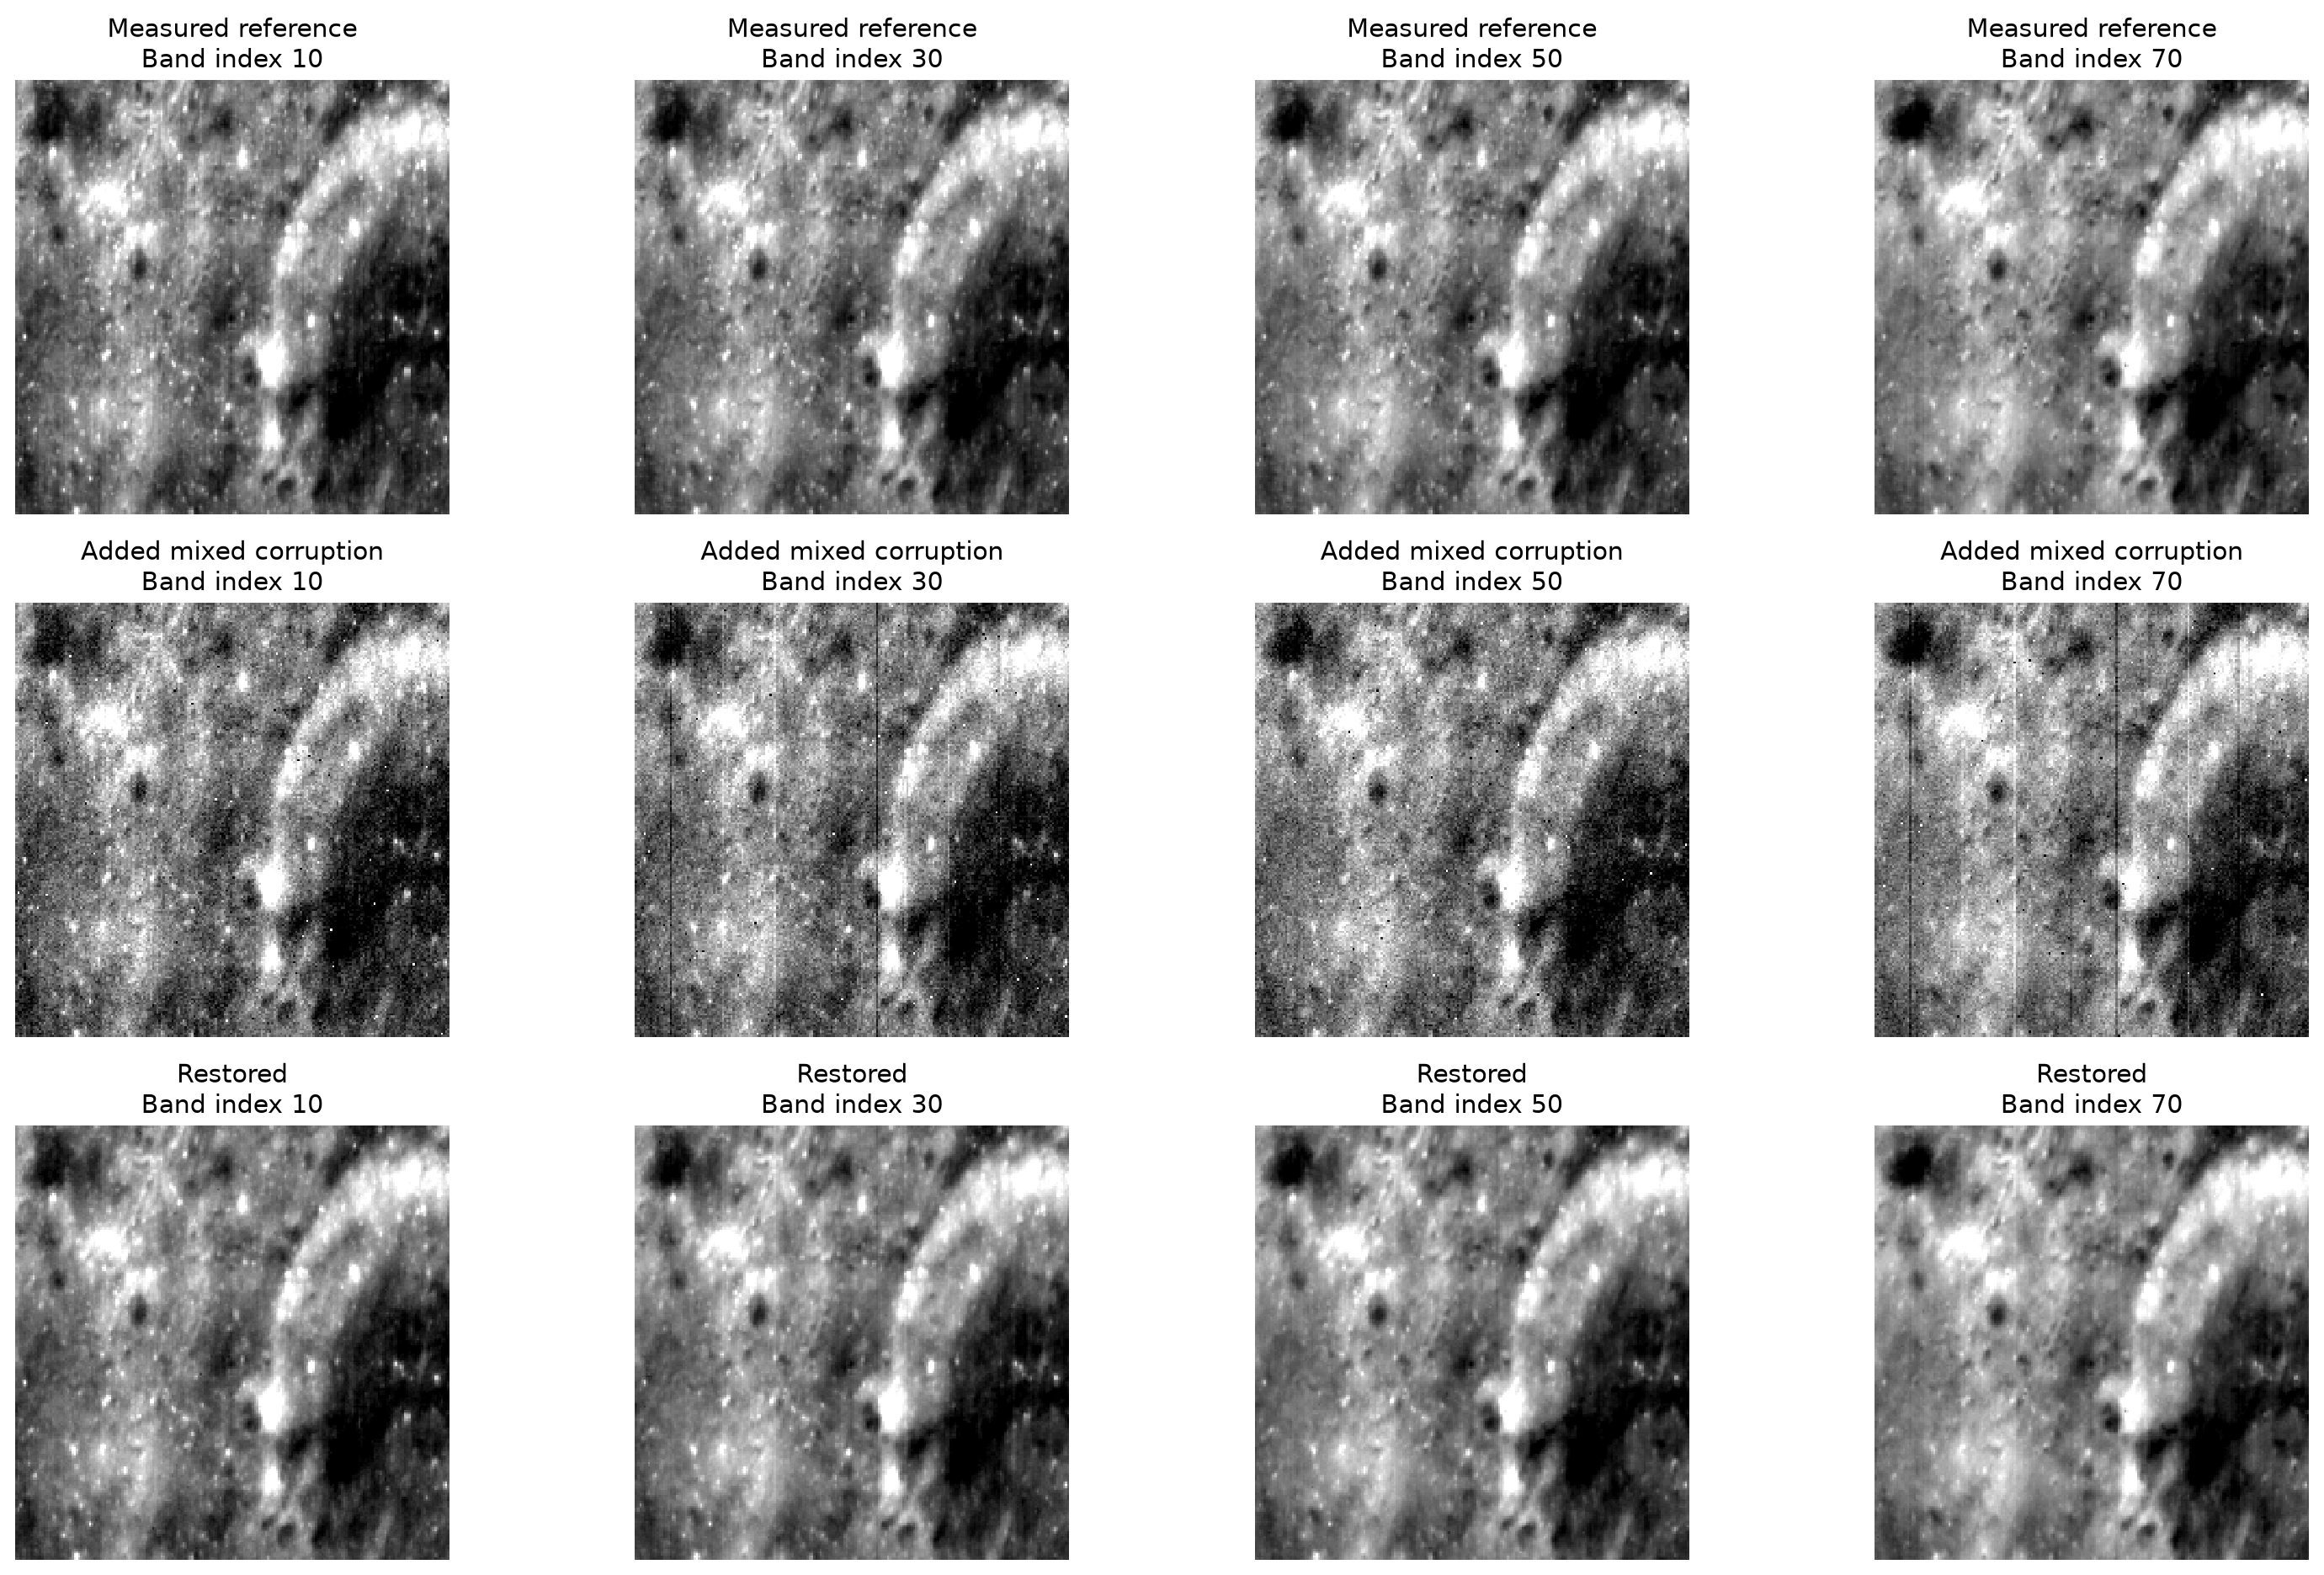 Measured reference
Band index 10
Measured reference
Band index 30
Measured reference
Band index 50
Measured reference
Band index 70
Added mixed corruption
Band index 10
Added mixed corruption
Band index 30
Added mixed corruption
Band index 50
Added mixed corruption
Band index 70
Restored
Band index 10
Restored
Band index 30
Restored
Band index 50
Restored
Band index 70